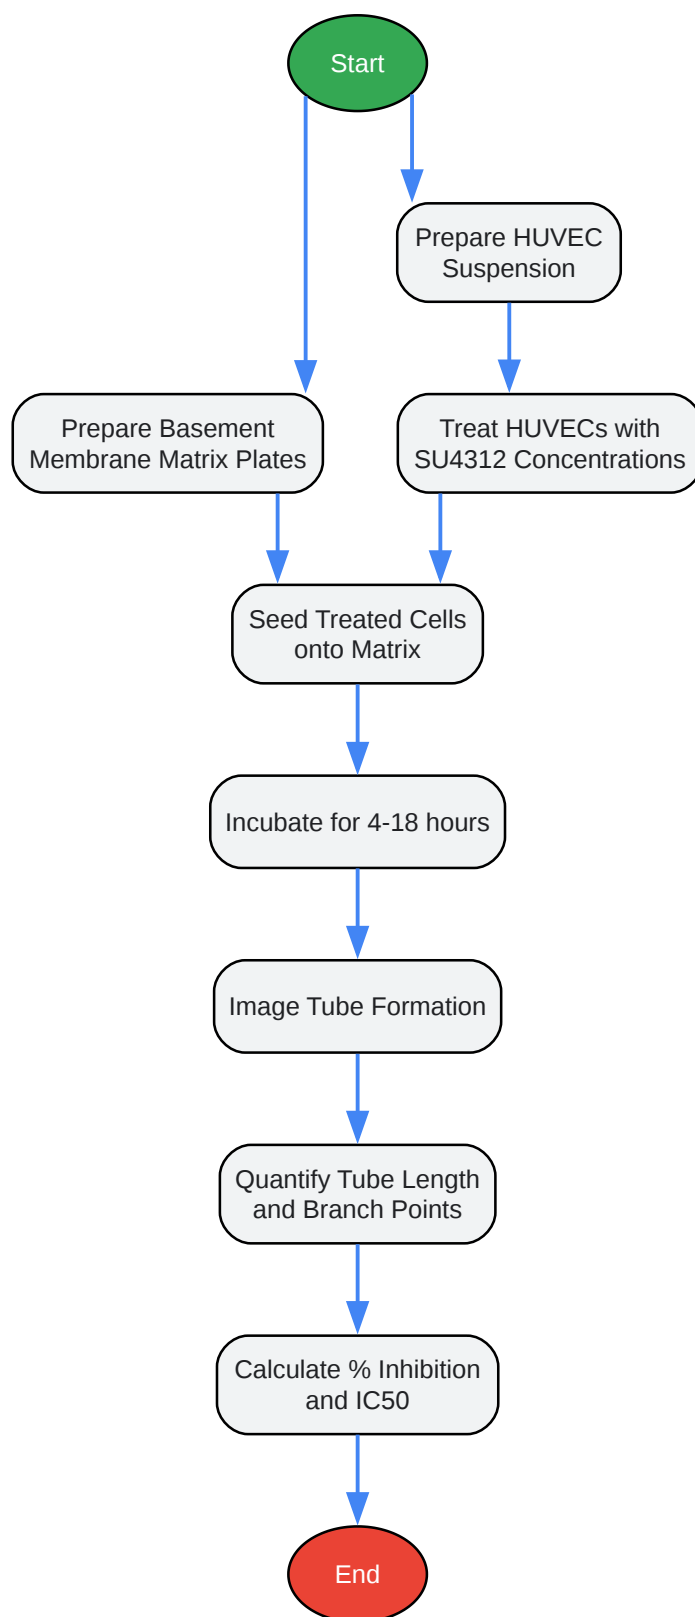 Start
Prepare HUVEC
Suspension
Prepare Basement
Membrane Matrix Plates
Treat HUVECs with
SU4312 Concentrations
Seed Treated Cells
onto Matrix
Incubate for 4-18 hours
Image Tube Formation
Quantify Tube Length
and Branch Points
Calculate % Inhibition
and IC50
End